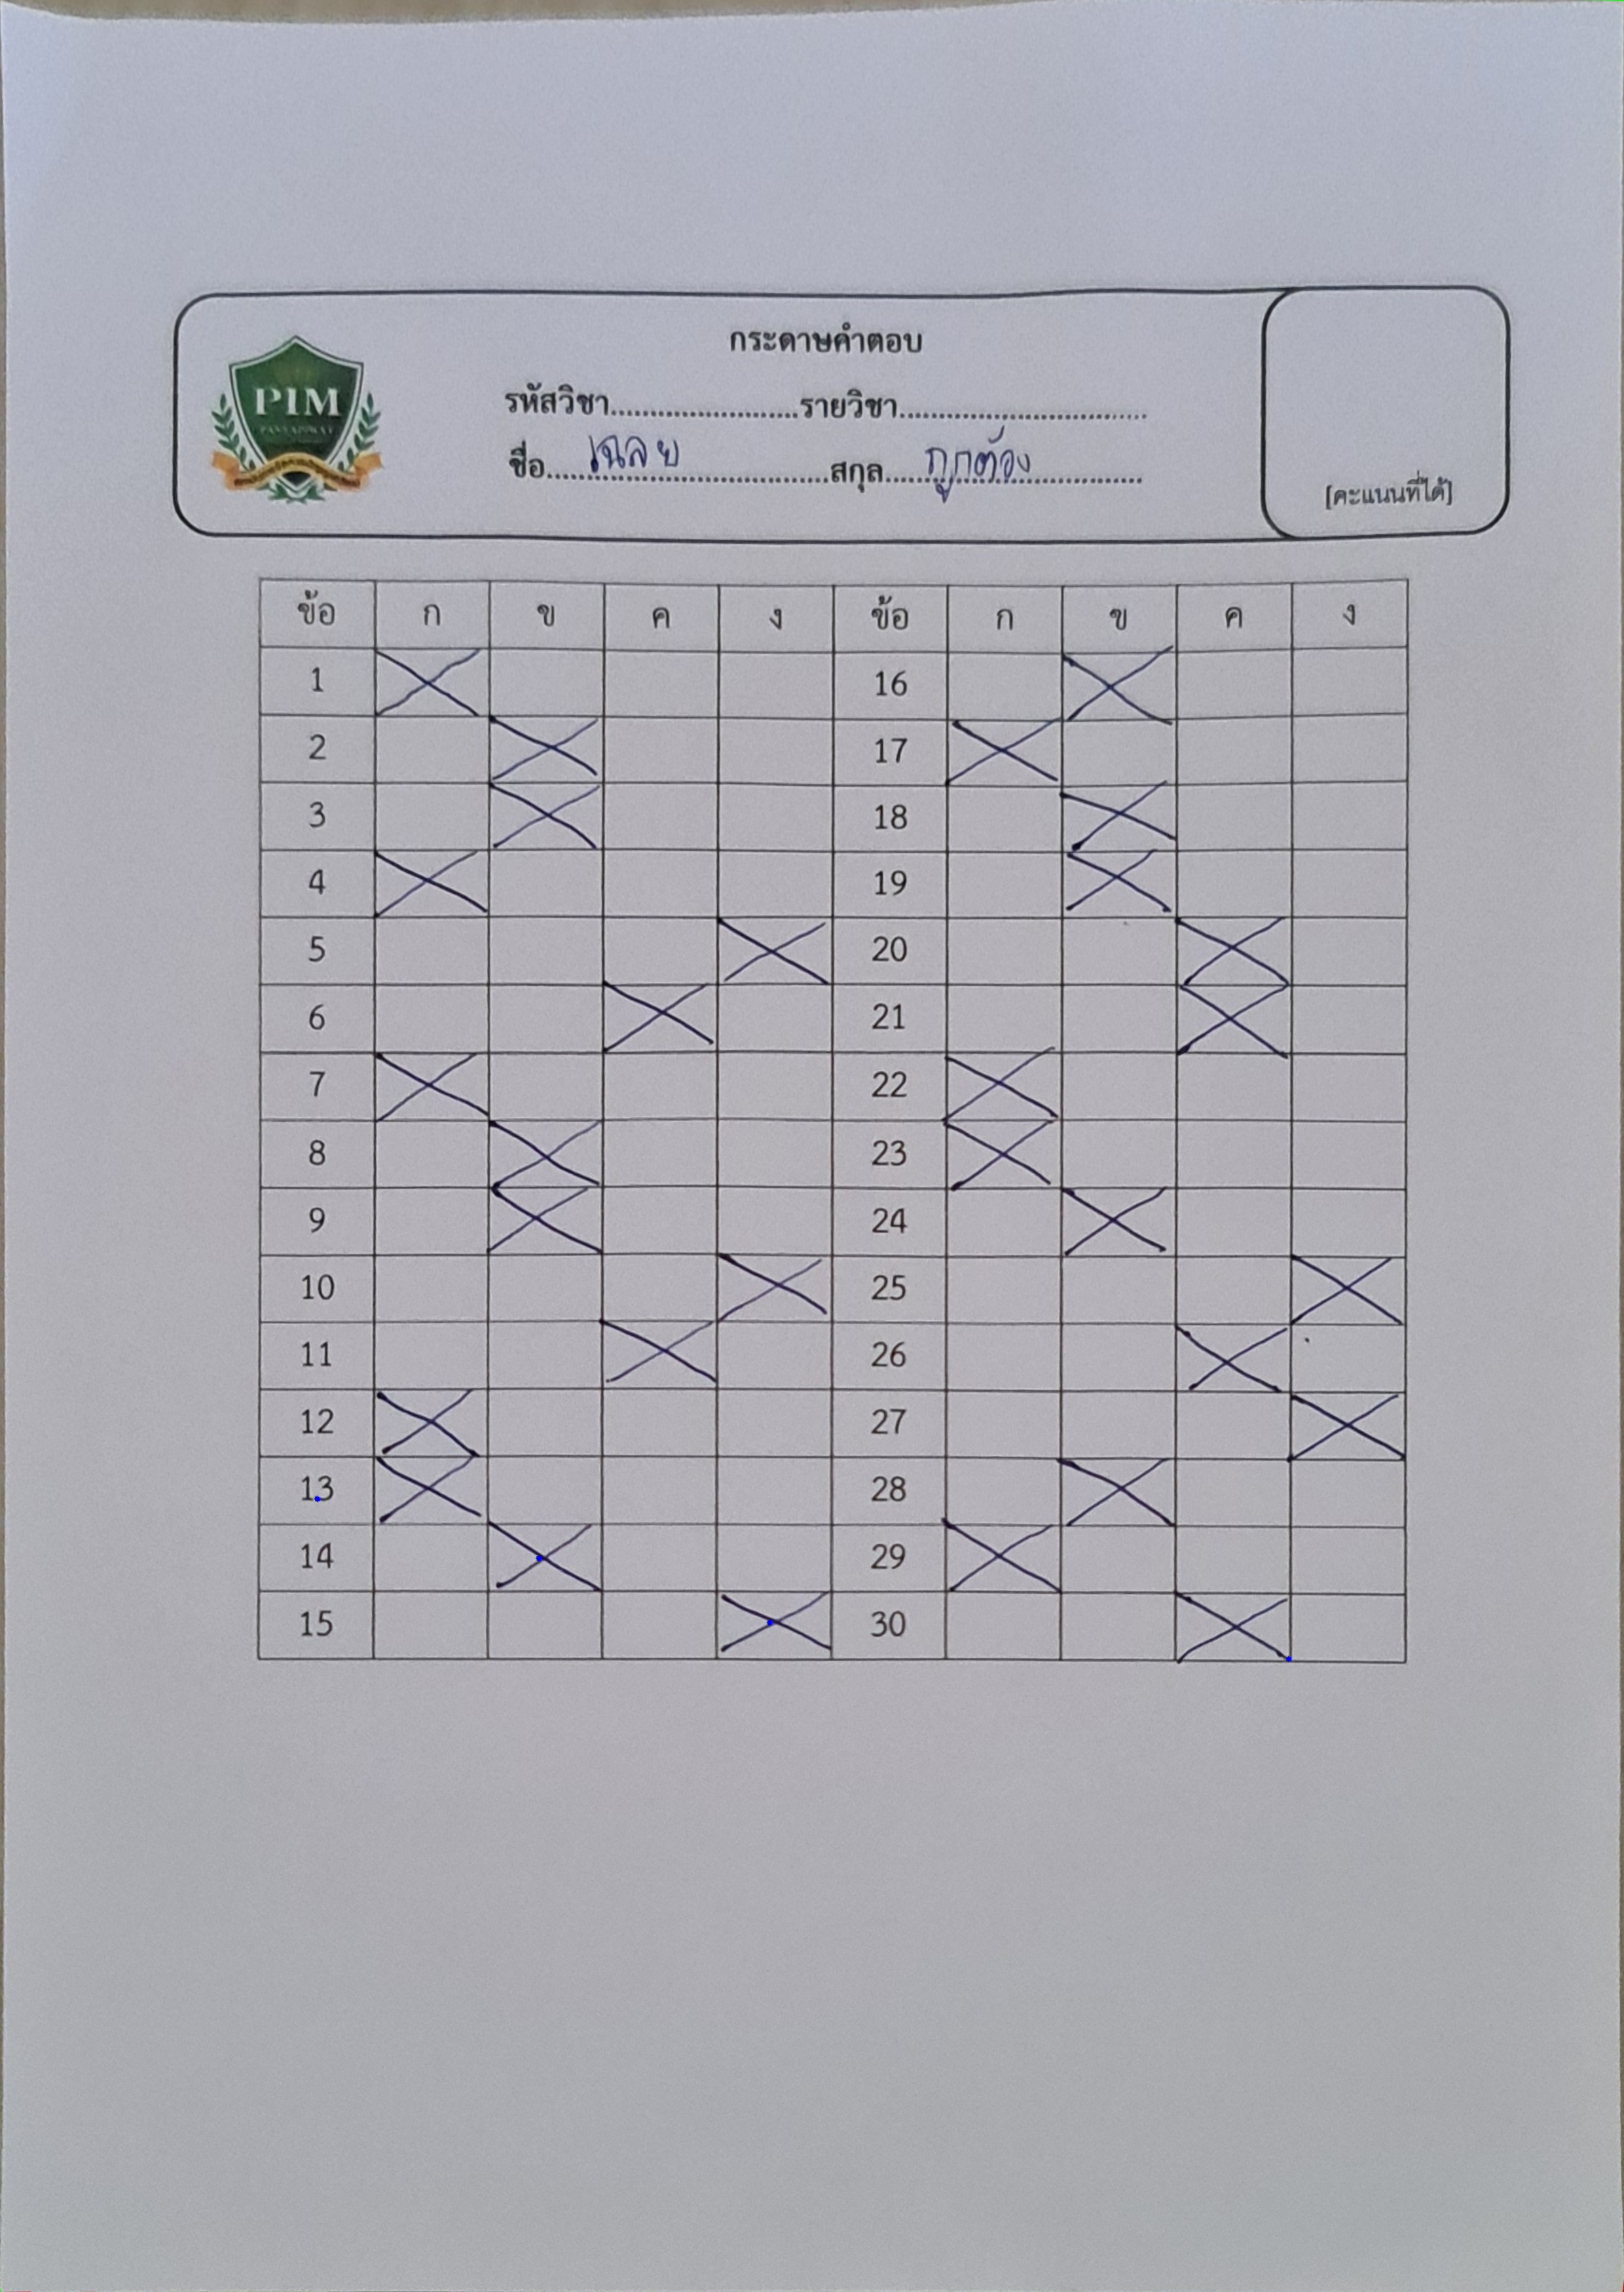 กระดาษคำตอบ
PIM
รหัสวิชา........................รายวิชา...............................
ชื่อ....เฉลย....................สกุล....ถูกต้อง..............
[คะแนนที่ได้]
ข้อ ก ข ค ง ข้อ ก ข ค ง
1 X 16 X
2 X 17 X
3 X 18 X
4 X 19 X
5 X 20 X
6 X 21 X
7 X 22 X
8 X 23 X
9 X 24 X
10 X 25 X
11 X 26 X
12 X 27 X
13 X 28 X
14 X 29 X
15 X 30 X